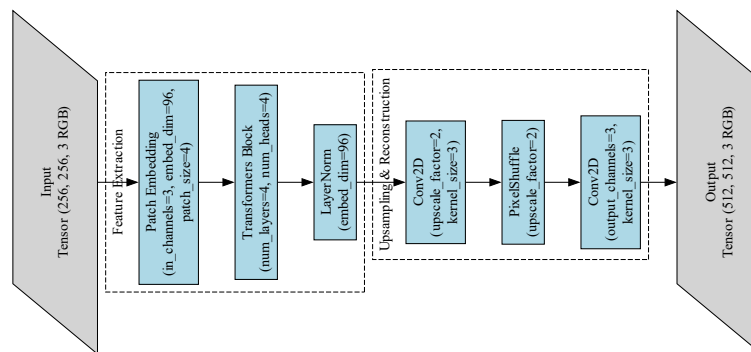 Input
Tensor (256, 256, 3 RGB)
Feature Extraction
Patch Embedding
(in_channels=3, embed_dim=96,
patch_size=4)
Transformers Block
(num_layers=4, num_heads=4)
LayerNorm
(embed_dim=96)
Upsampling & Reconstruction
Conv2D
(upscale_factor=2,
kernel_size=3)
PixelShuffle
(upscale_factor=2)
Conv2D
(output_channels=3,
kernel_size=3)
Output
Tensor (512, 512, 3 RGB)